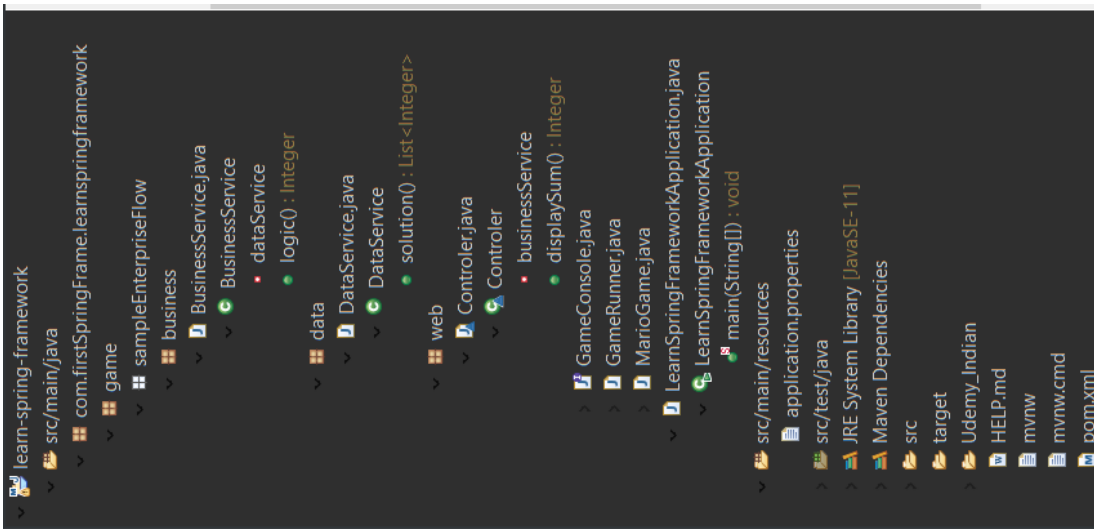 learn-spring-framework
src/main/java
com.firstSpringFrame.learnspringframework
game
sampleEnterpriseFlow
business
BusinessService.java
BusinessService
dataService
logic() : Integer
data
DataService.java
DataService
solution() : List<Integer>
web
Controler.java
Controler
businessService
displaySum() : Integer
GameConsole.java
GameRunner.java
MarioGame.java
LearnSpringFrameworkApplication.java
LearnSpringFrameworkApplication
main(String[]) : void
src/main/resources
application.properties
src/test/java
JRE System Library [JavaSE-11]
Maven Dependencies
src
target
Udemy_Indian
HELP.md
mvnw
mvnw.cmd
pom.xml